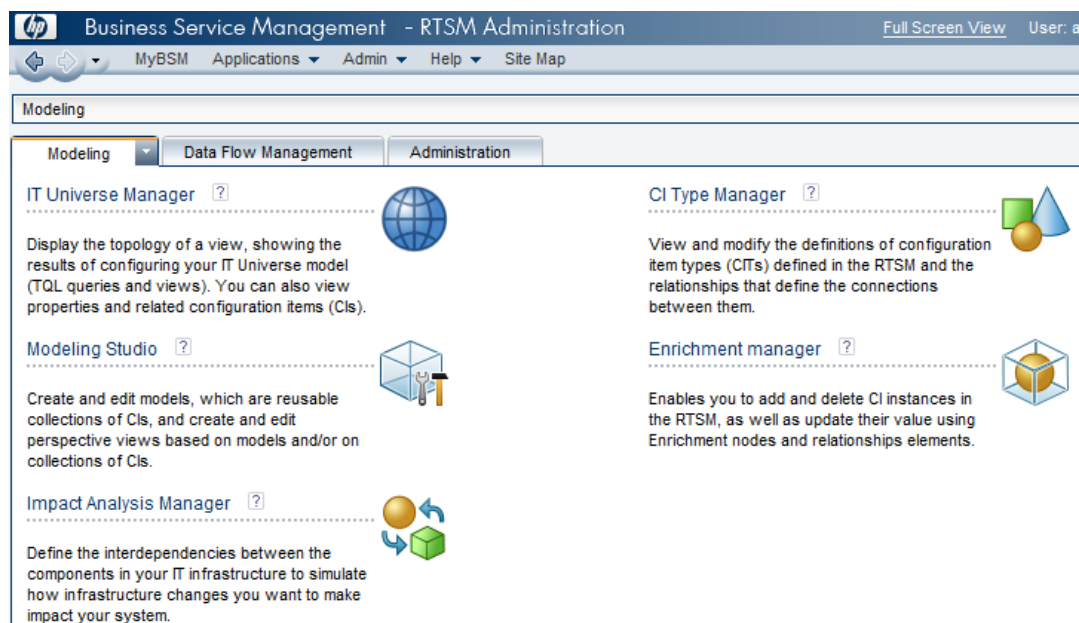 hp Business Service Management - RTSM Administration Full Screen View User: a
MyBSM Applications Admin Help Site Map
Modeling
Modeling Data Flow Management Administration
IT Universe Manager ?
Display the topology of a view, showing the
results of configuring your IT Universe model
(TQL queries and views). You can also view
properties and related configuration items (CIs).
CI Type Manager ?
View and modify the definitions of configuration
item types (CITs) defined in the RTSM and the
relationships that define the connections
between them.
Modeling Studio ?
Create and edit models, which are reusable
collections of CIs, and create and edit
perspective views based on models and/or on
collections of CIs.
Enrichment manager ?
Enables you to add and delete CI instances in
the RTSM, as well as update their value using
Enrichment nodes and relationships elements.
Impact Analysis Manager ?
Define the interdependencies between the
components in your IT infrastructure to simulate
how infrastructure changes you want to make
impact your system.